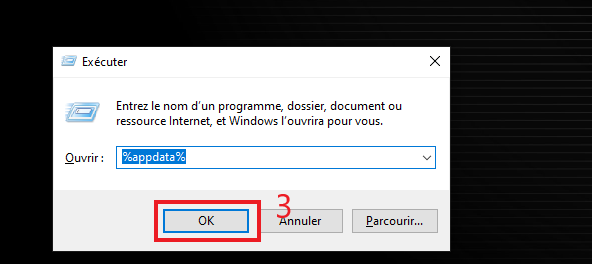 Exécuter
Entrez le nom d'un programme, dossier, document ou
ressource Internet, et Windows l'ouvrira pour vous.
Ouvrir : %appdata%
3
OK Annuler Parcourir...